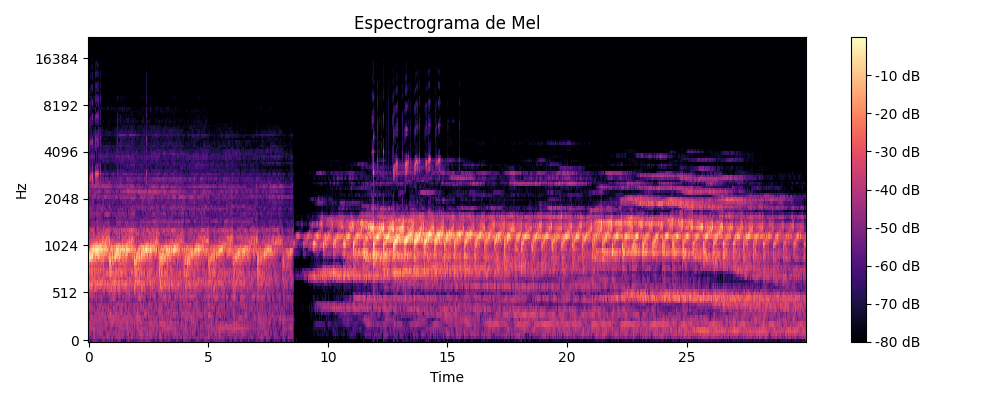 Espectrograma de Mel
16384
8192
4096
2048
1024
512
0
Hz
0 5 10 15 20 25
Time
-10 dB
-20 dB
-30 dB
-40 dB
-50 dB
-60 dB
-70 dB
-80 dB